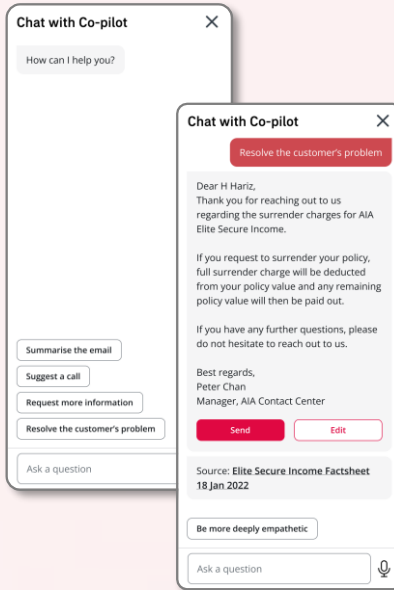 Chat with Co-pilot
How can I help you?
Summarise the email
Suggest a call
Request more information
Resolve the customer's problem
Ask a question
Chat with Co-pilot
Resolve the customer's problem
Dear H Hariz,
Thank you for reaching out to us
regarding the surrender charges for AIA
Elite Secure Income.
If you request to surrender your policy,
full surrender charge will be deducted
from your policy value and any remaining
policy value will then be paid out.
If you have any further questions, please
do not hesitate to reach out to us.
Best regards,
Peter Chan
Manager, AIA Contact Center
Send
Edit
Source: Elite Secure Income Factsheet
18 Jan 2022
Be more deeply empathetic
Ask a question